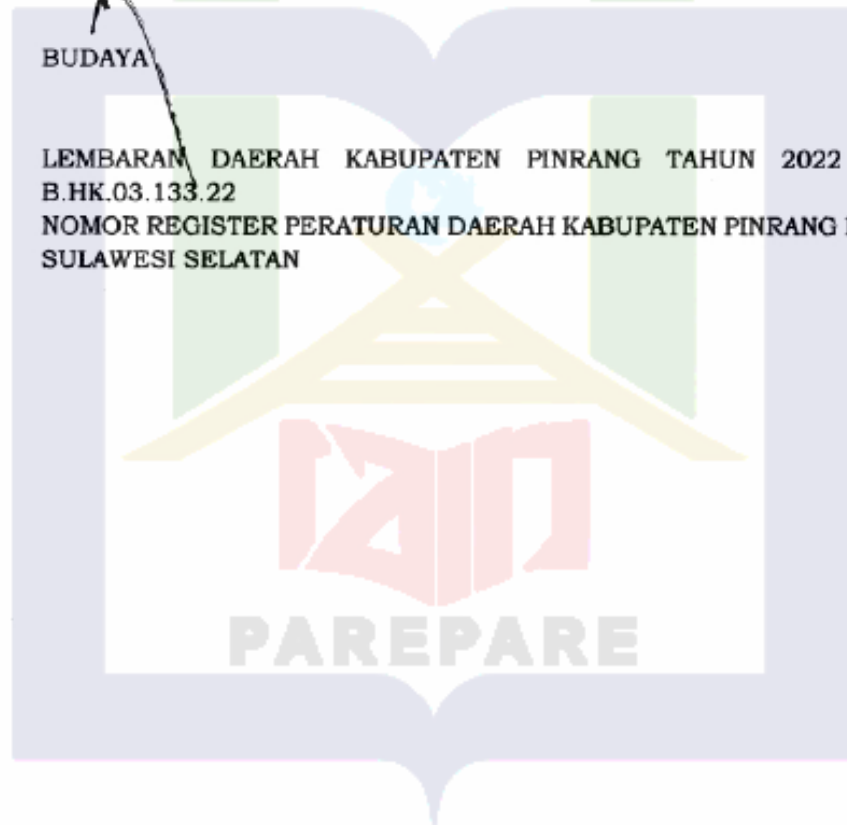 BUDAYA
LEMBARAN DAERAH KABUPATEN PINRANG TAHUN 2022
B.HK.03.133.22
NOMOR REGISTER PERATURAN DAERAH KABUPATEN PINRANG
SULAWESI SELATAN
iain
PAREPARE